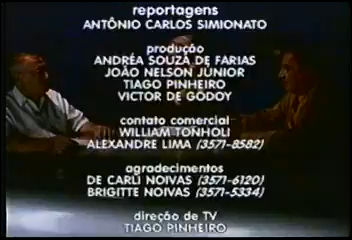 reportagens
ANTÔNIO CARLOS SIMIONATO
produção
ANDRÉA SOUZA DE FARIAS
JOÃO NELSON JÚNIOR
TIAGO PINHEIRO
VICTOR DE GODOY
contato comercial
WILLIAM TONHOLI
ALEXANDRE LIMA (3571-8582)
agradecimentos
DE CARLI NOIVAS (3571-6120)
BRIGITTE NOIVAS (3571-5334)
direção de TV
TIAGO PINHEIRO